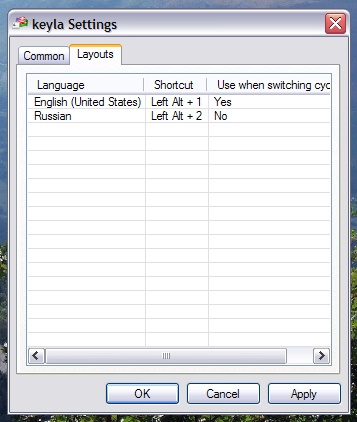 keyla Settings
Common Layouts
Language Shortcut Use when switching cyc
English (United States) Left Alt + 1 Yes
Russian Left Alt + 2 No
OK Cancel Apply